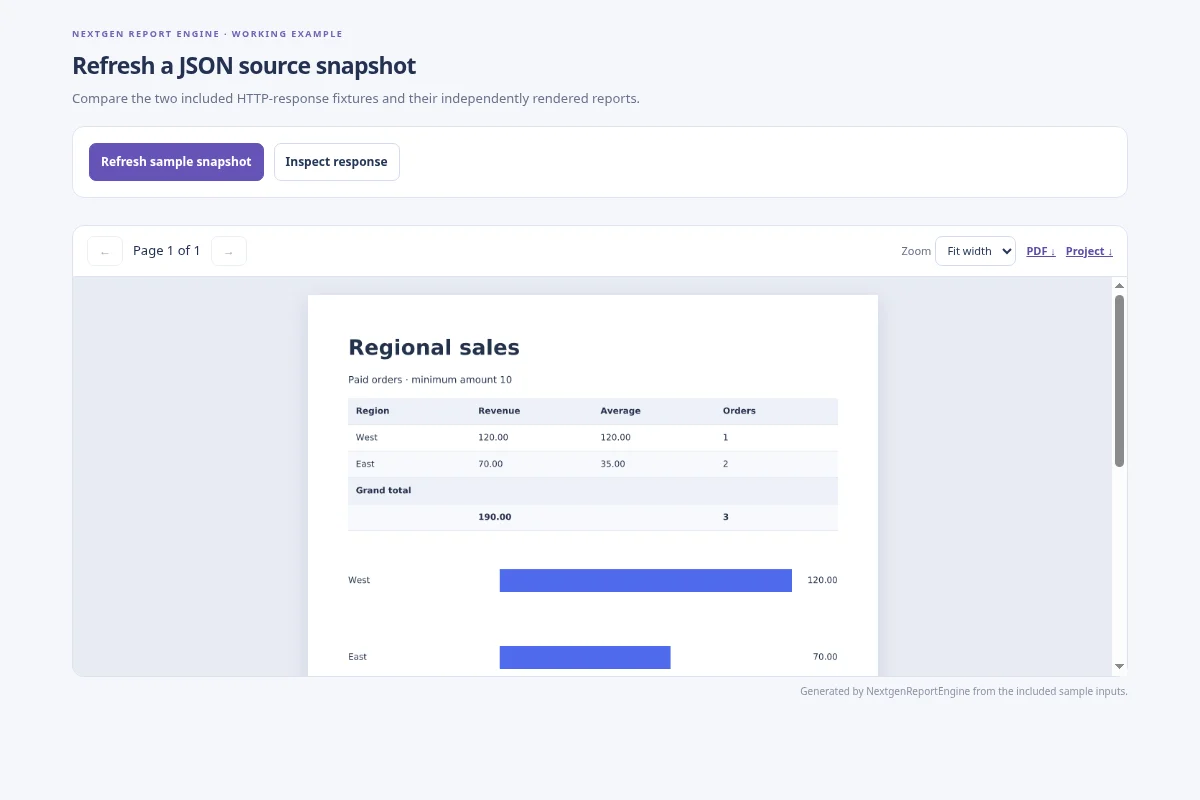 NEXTGEN REPORT ENGINE · WORKING EXAMPLE
Refresh a JSON source snapshot
Compare the two included HTTP-response fixtures and their independently rendered reports.
Refresh sample snapshot Inspect response
← Page 1 of 1 → Zoom Fit width PDF ↓ Project ↓
Regional sales
Paid orders · minimum amount 10
Region Revenue Average Orders
West 120.00 120.00 1
East 70.00 35.00 2
Grand total
190.00 3
West 120.00
East 70.00
Generated by NextgenReportEngine from the included sample inputs.